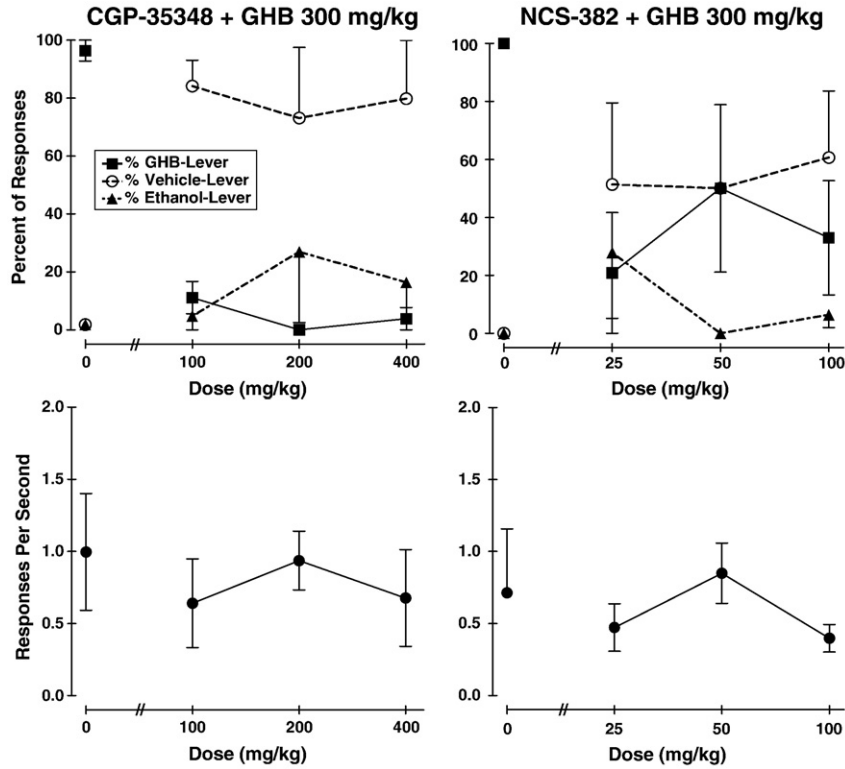 CGP-35348 + GHB 300 mg/kg
100
80
60
40
20
0
Percent of Responses
% GHB-Lever
% Vehicle-Lever
% Ethanol-Lever
0 // 100 200 400
Dose (mg/kg)
NCS-382 + GHB 300 mg/kg
100
80
60
40
20
0
0 // 25 50 100
Dose (mg/kg)
2.0
1.5
1.0
0.5
0.0
Responses Per Second
0 // 100 200 400
Dose (mg/kg)
2.0
1.5
1.0
0.5
0.0
0 // 25 50 100
Dose (mg/kg)